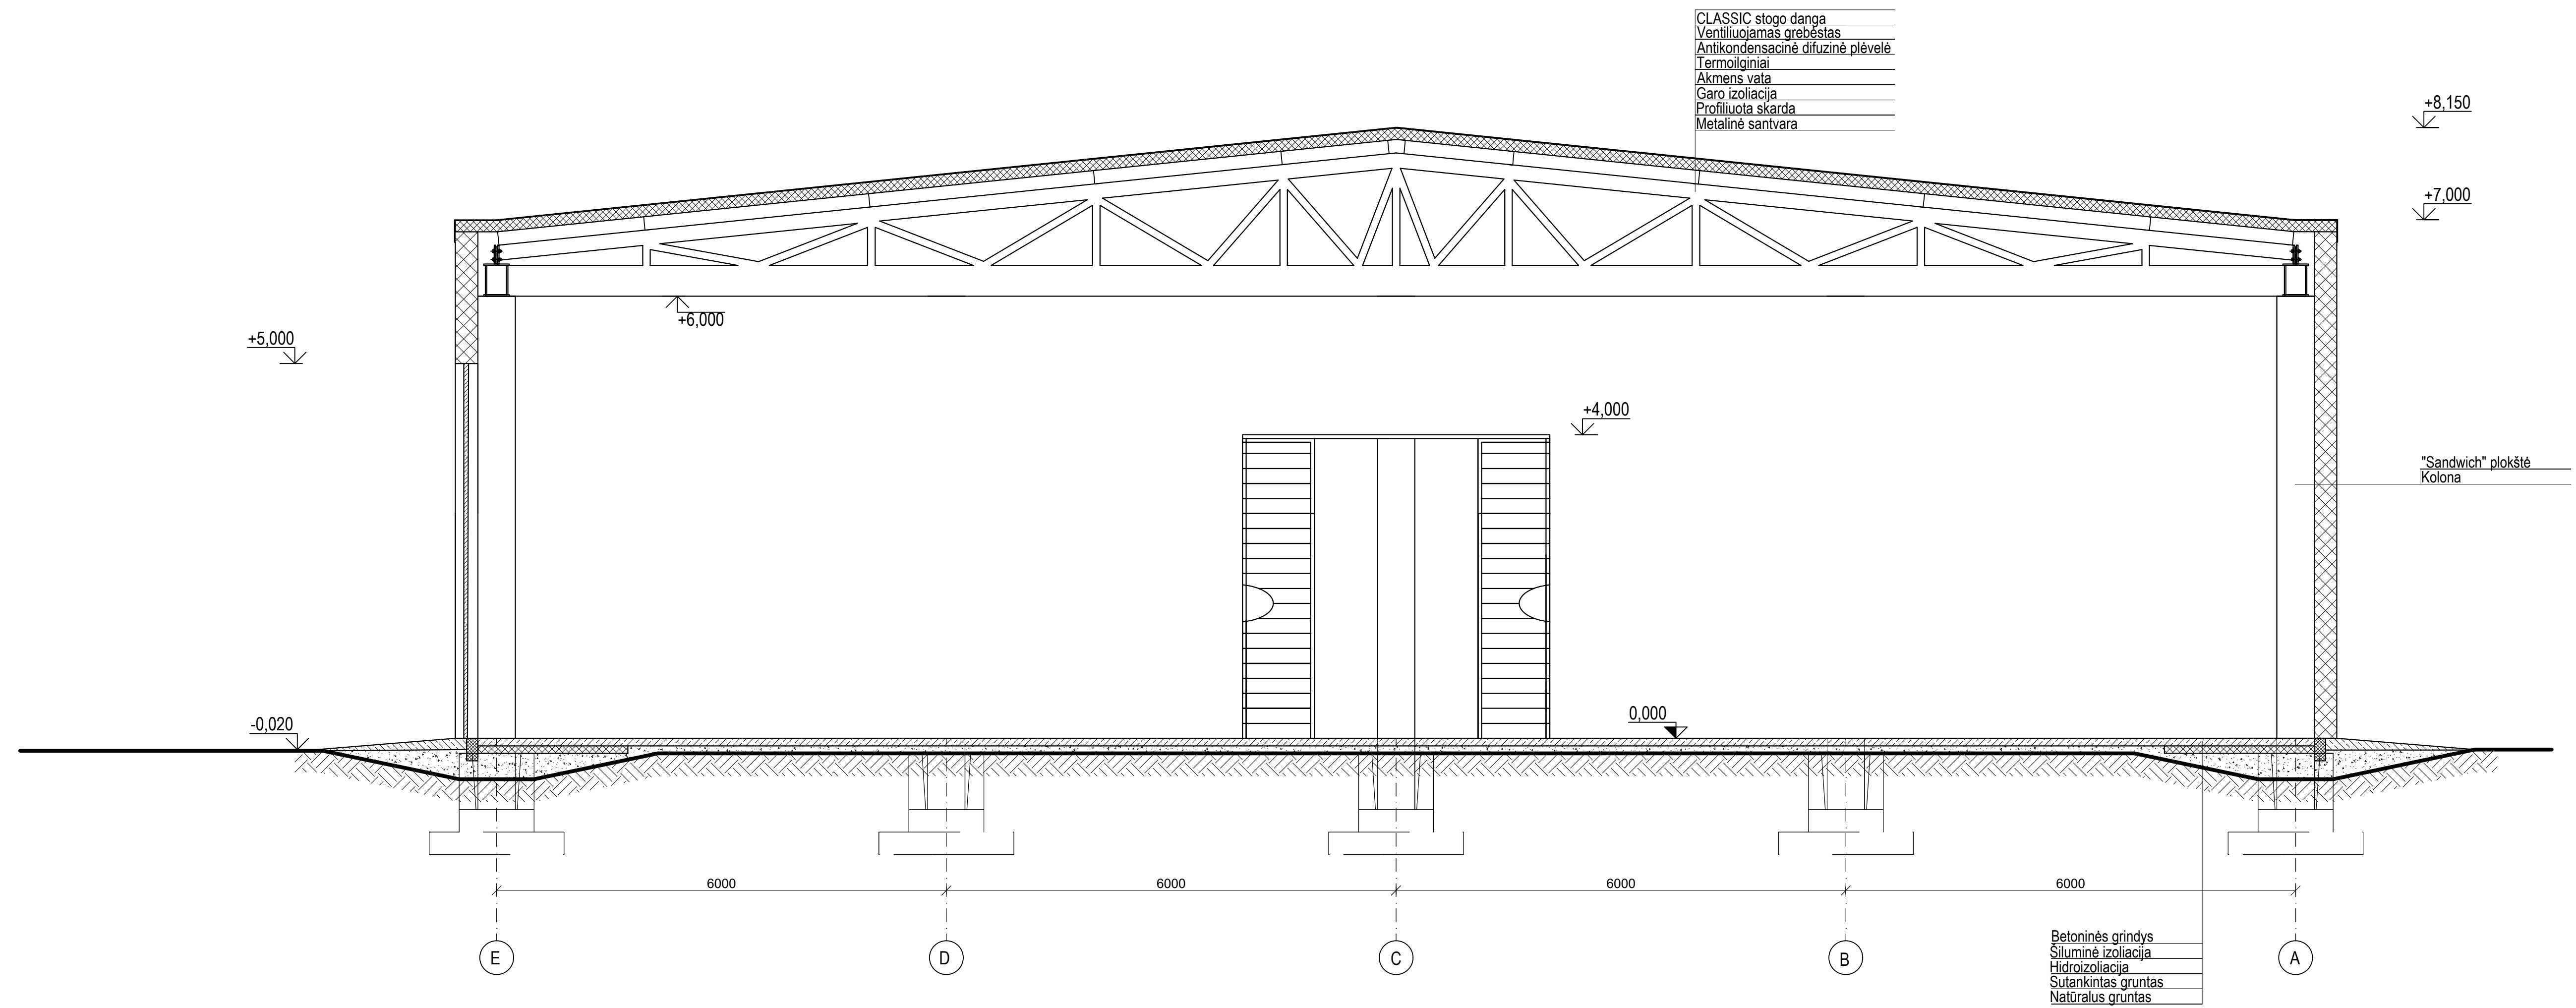 CLASSIC stogo danga
Ventiliuojamas grebėstas
Antikondensacinė difuzinė plėvelė
Termoilginiai
Akmens vata
Garo izoliacija
Profiliuota skarda
Metalinė santvara
+8,150
+7,000
+6,000
+5,000
+4,000
"Sandwich" plokštė
Kolona
-0,020
0,000
6000
6000
6000
6000
E
D
C
B
A
Betoninės grindys
Šiluminė izoliacija
Hidroizoliacija
Sutankintas gruntas
Natūralus gruntas